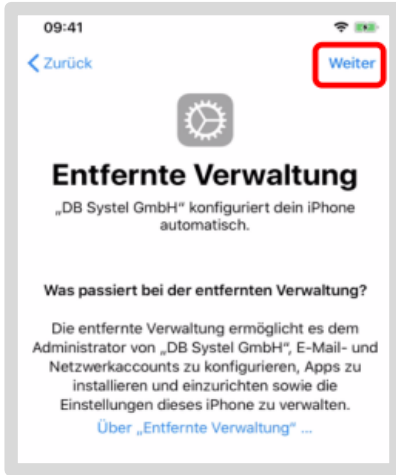 09:41
Zurück
Weiter
Entfernte Verwaltung
„DB Systel GmbH“ konfiguriert dein iPhone
automatisch.
Was passiert bei der entfernten Verwaltung?
Die entfernte Verwaltung ermöglicht es dem
Administrator von „DB Systel GmbH“, E-Mail- und
Netzwerkaccounts zu konfigurieren, Apps zu
installieren und einzurichten sowie die
Einstellungen dieses iPhone zu verwalten.
Über „Entfernte Verwaltung“ ...